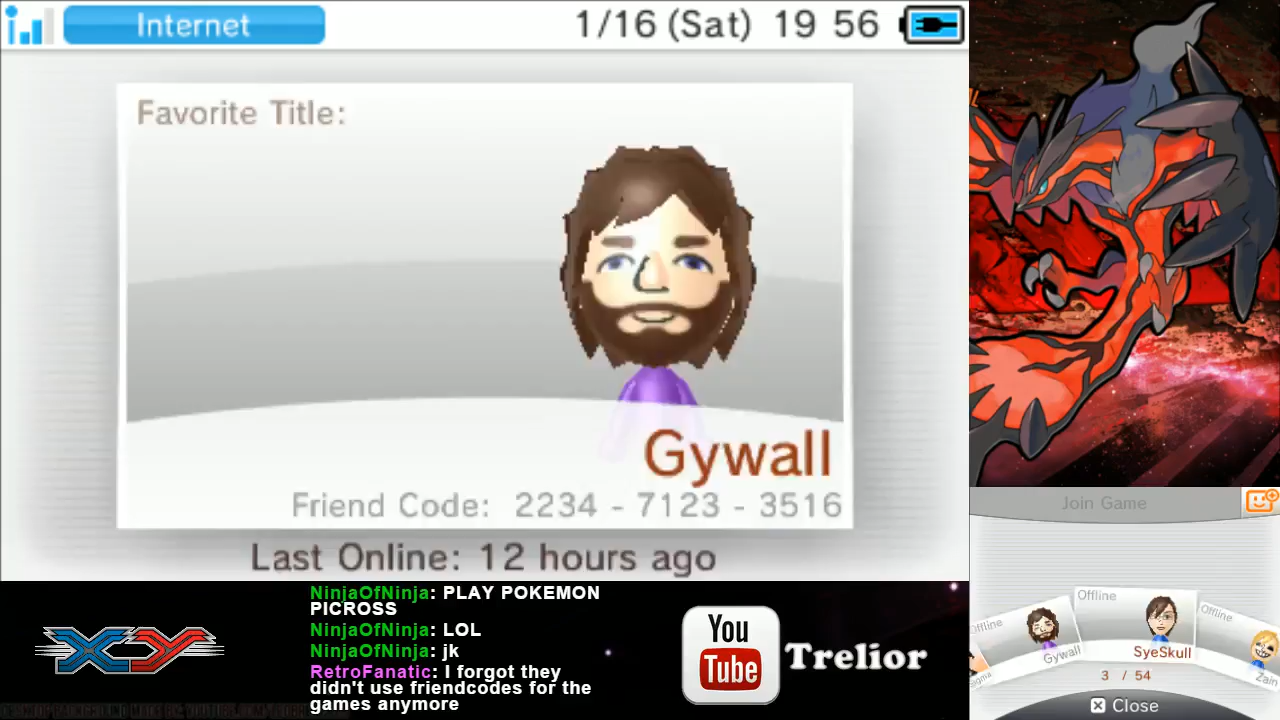 Internet
1/16 (Sat) 19 56
Favorite Title:
Gywall
Friend Code: 2234 - 7123 - 3516
Last Online: 12 hours ago
NinjaOfNinja: PLAY POKEMON
PICROSS
NinjaOfNinja: LOL
NinjaOfNinja: jk
RetroFanatic: I forgot they
didn't use friendcodes for the
games anymore
XY
You
Tube
Trelior
Join Game
Offline
Gywall
Offline
SyeSkull
Offline
Zain
3 / 54
X Close